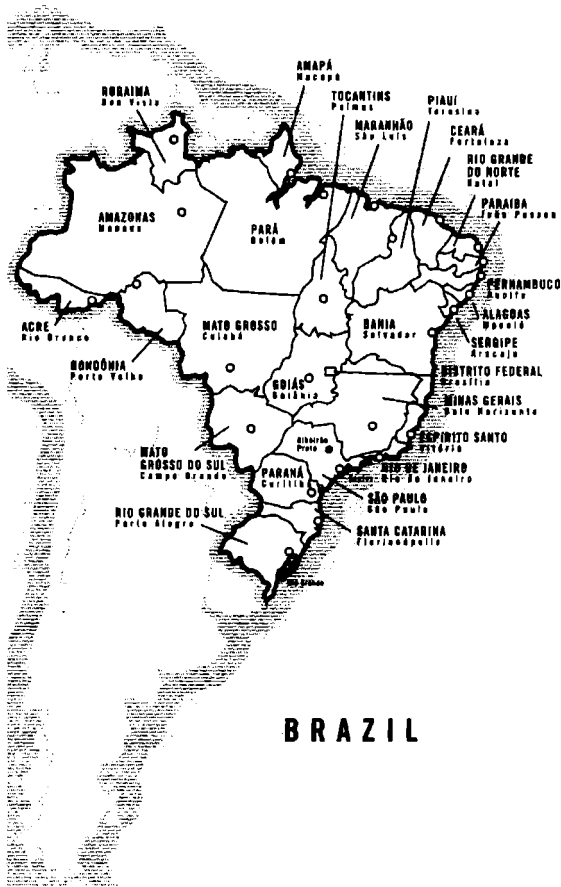 AMAPÁ
Macapá
RORAIMA
Boa Vista
TOCANTINS
Palmas
PIAUÍ
Teresina
MARANHÃO
São Luís
CEARÁ
Fortaleza
RIO GRANDE
DO NORTE
Natal
PARAIBA
João Pessoa
AMAZONAS
Manaus
PARÁ
Belém
PERNAMBUCO
Recife
ALAGOAS
Maceió
SERGIPE
Aracaju
ACRE
Rio Branco
MATO GROSSO
Cuiabá
BAHIA
Salvador
RONDÔNIA
Porto Velho
GOIÁS
Goiânia
DISTRITO FEDERAL
Brasília
MINAS GERAIS
Belo Horizonte
ESPIRITO SANTO
Vitória
Ribeirão
Preto
MATO
GROSSO DO SUL
Campo Grande
PARANÁ
Curitiba
RIO DE JANEIRO
Rio de Janeiro
Santos
SÃO PAULO
São Paulo
RIO GRANDE DO SUL
Porto Alegre
SANTA CATARINA
Florianópolis
Rio Grande
BRAZIL